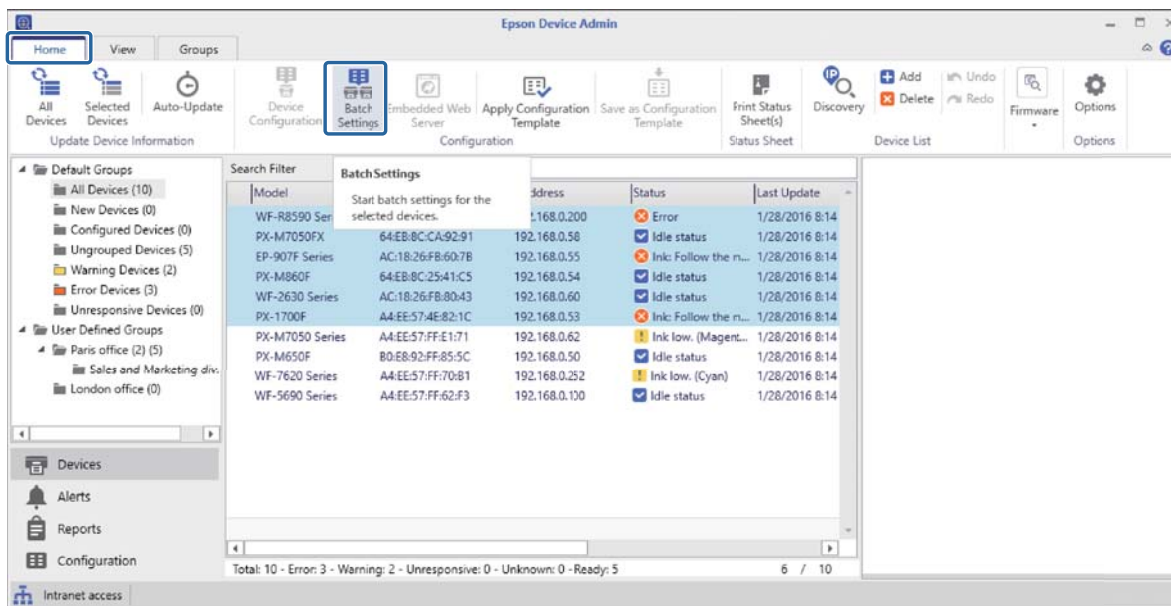 Epson Device Admin
Home View Groups
All Devices
Selected Devices
Auto-Update
Update Device Information
Device Configuration
Batch Settings
Embedded Web Server
Apply Configuration Template
Save as Configuration Template
Configuration
Print Status Sheet(s)
Status Sheet
IP
Discovery
Add
Delete
Undo
Redo
Device List
Firmware
Options
Options
Default Groups
All Devices (10)
New Devices (0)
Configured Devices (0)
Ungrouped Devices (5)
Warning Devices (2)
Error Devices (3)
Unresponsive Devices (0)
User Defined Groups
Paris office (2) (5)
Sales and Marketing div.
London office (0)
Devices
Alerts
Reports
Configuration
Search Filter
Batch Settings
Start batch settings for the
selected devices.
Model Status Last Update
WF-R8590 Error 1/28/2016 8:14
PX-M7050FX 64:EB:8C:CA:92:91 192.168.0.58 Idle status 1/28/2016 8:14
EP-907F Series AC:18:26:FB:60:7B 192.168.0.55 Ink: Follow the n... 1/28/2016 8:14
PX-M860F 64:EB:8C:25:41:C5 192.168.0.54 Idle status 1/28/2016 8:14
WF-2630 Series AC:18:26:FB:80:43 192.168.0.60 Idle status 1/28/2016 8:14
PX-1700F A4:EE:57:4E:82:1C 192.168.0.53 Ink: Follow the n... 1/28/2016 8:14
PX-M7050 Series A4:EE:57:FF:E1:71 192.168.0.62 Ink low. (Magent... 1/28/2016 8:14
PX-M650F B0:E8:92:FF:85:5C 192.168.0.50 Idle status 1/28/2016 8:14
WF-7620 Series A4:EE:57:FF:70:B1 192.168.0.252 Ink low. (Cyan) 1/28/2016 8:14
WF-5690 Series A4:EE:57:FF:62:F3 192.168.0.100 Idle status 1/28/2016 8:14
Total: 10 - Error: 3 - Warning: 2 - Unresponsive: 0 - Unknown: 0 -Ready: 5 6 / 10
Intranet access